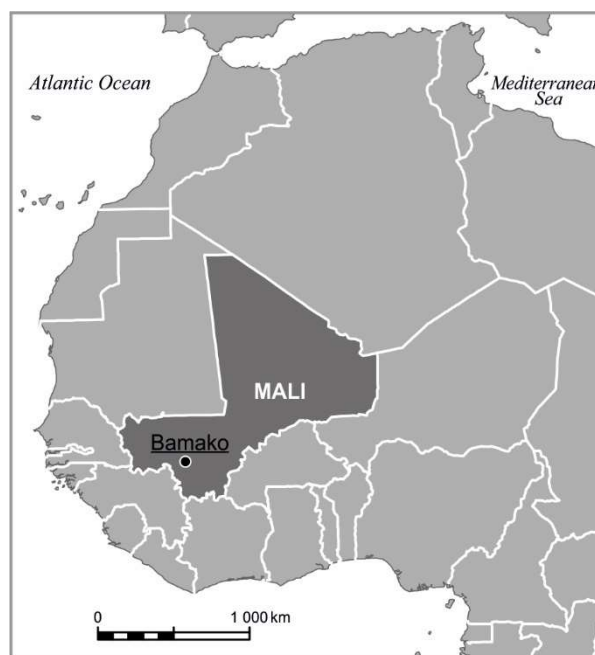 Atlantic Ocean
Mediterranean
Sea
MALI
Bamako
0 1 000 km